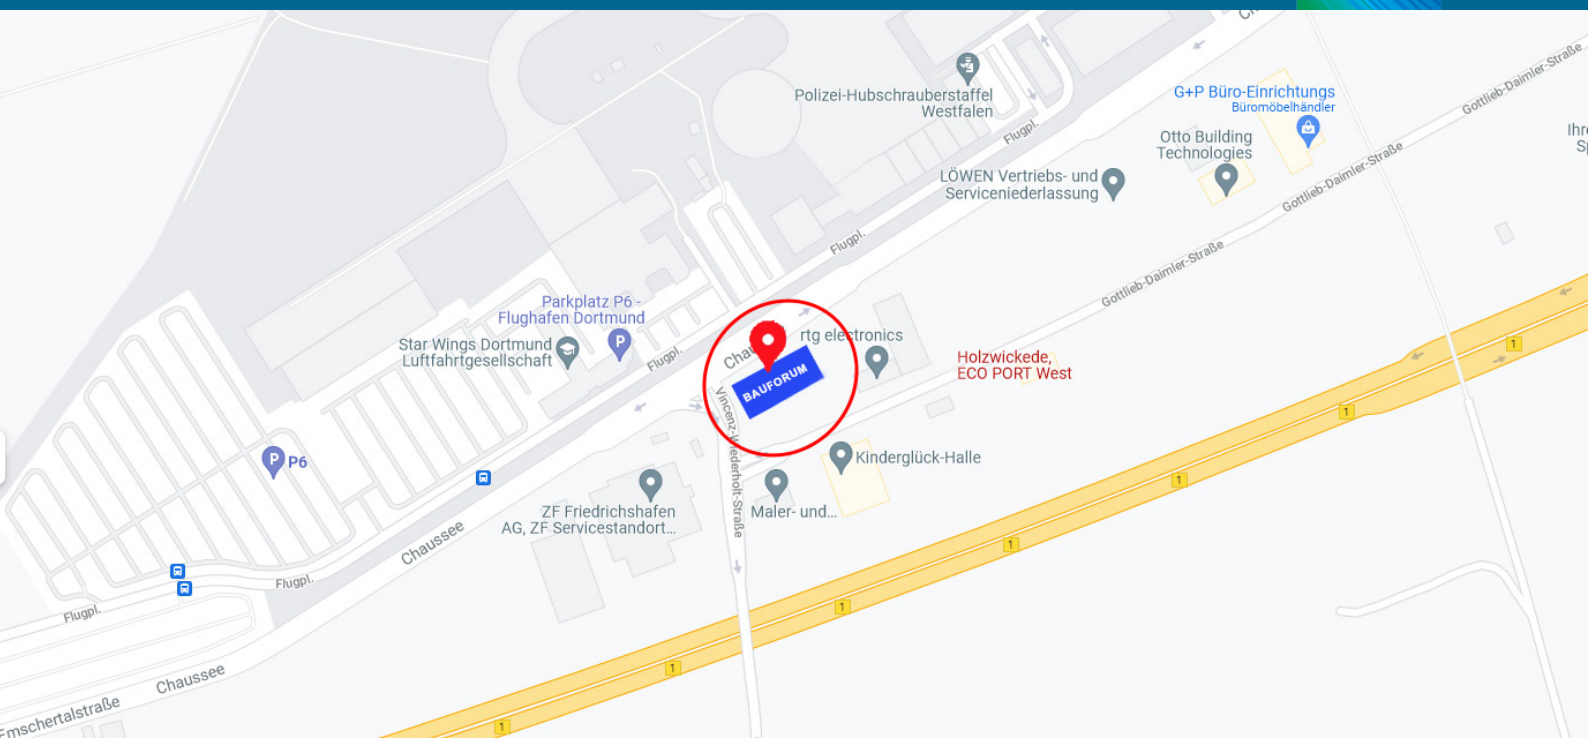 Polizei-Hubschrauberstaffel
Westfalen
G+P Büro-Einrichtungs
Büromöbelhändler
Gottlieb-Daimler-Straße
Otto Building
Technologies
Flugpl.
Gottlieb-Daimler-Straße
LÖWEN Vertriebs- und
Serviceniederlassung
Flugpl.
Gottlieb-Daimler-Straße
Parkplatz P6 -
Flughafen Dortmund
P
Star Wings Dortmund
Luftfahrtgesellschaft
Flugpl.
rtg electronics
BAUFORUM
Holzwickede,
ECO PORT West
1
1
Vincenz-Wiederholt-Straße
P P6
Kinderglück-Halle
1
ZF Friedrichshafen
AG, ZF Servicestandort...
Maler- und...
Chaussee
1
Flugpl.
Flugpl.
1
Chaussee
1
Emschertalstraße
1